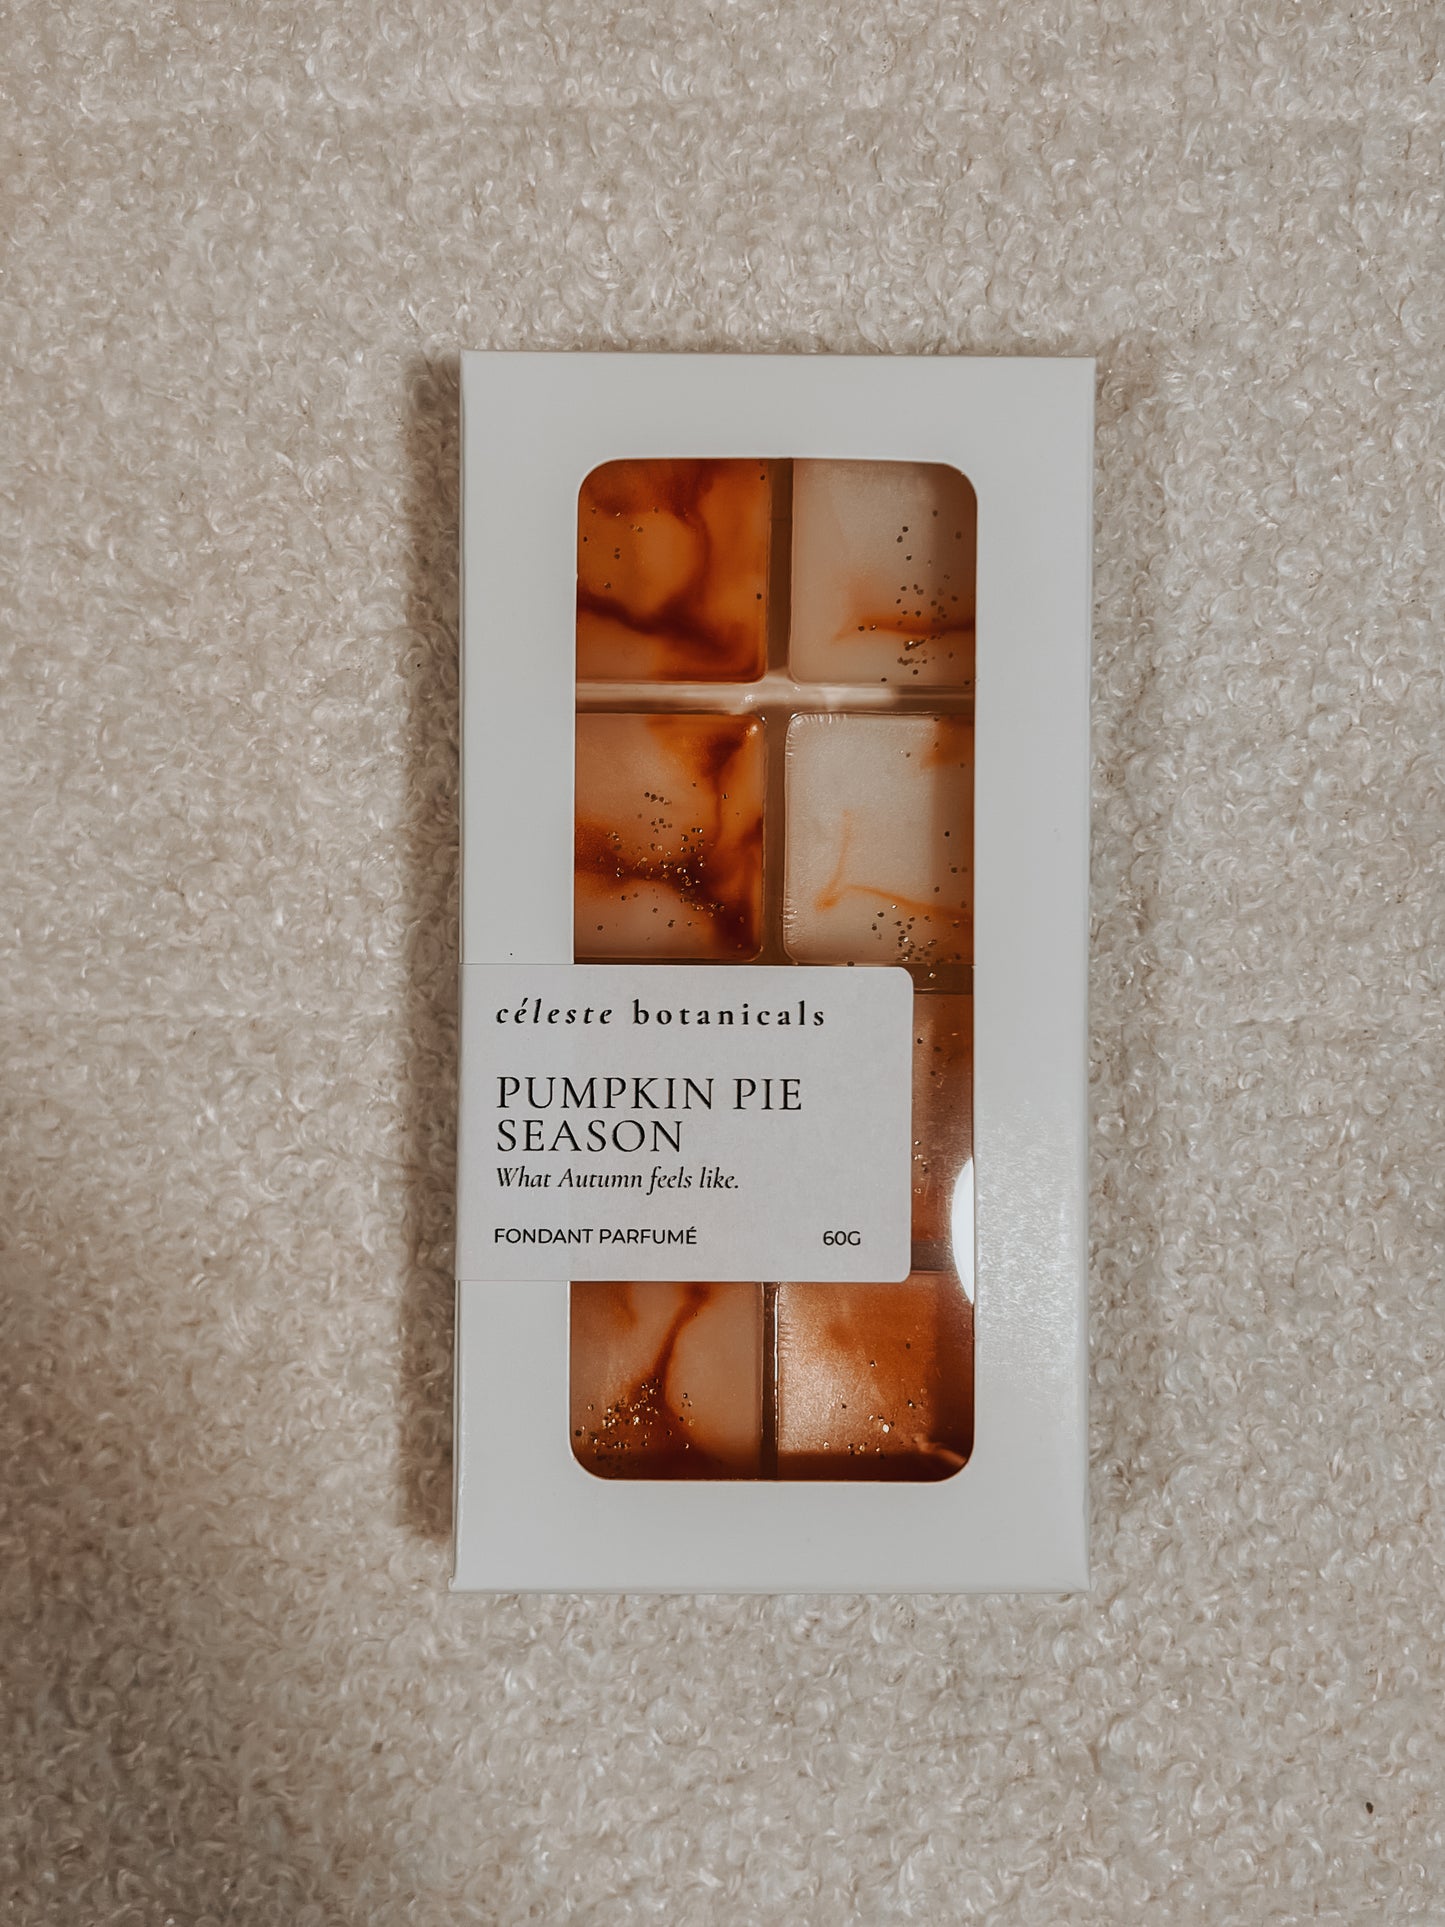 céleste botanicals
PUMPKIN PIE
SEASON
What Autumn feels like.
FONDANT PARFUMÉ 60G